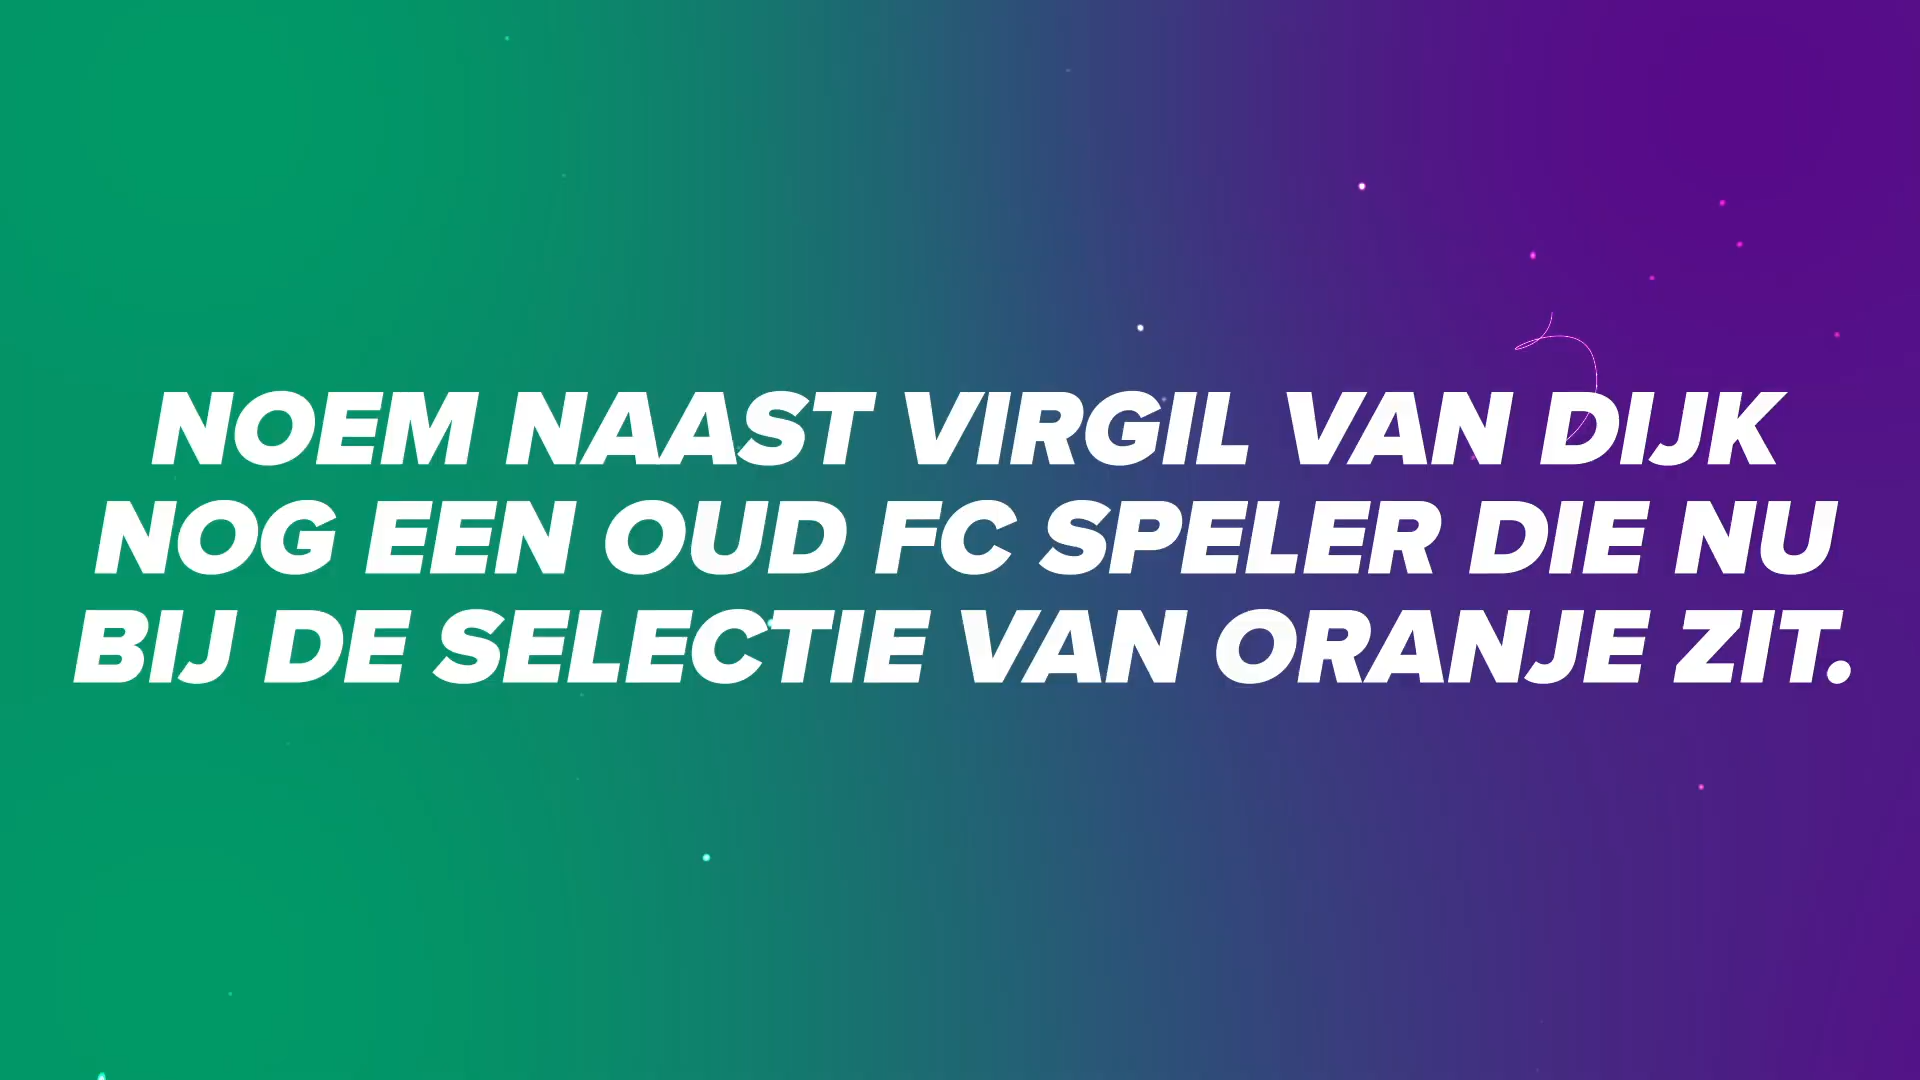 NOEM NAAST VIRGIL VAN DIJK
NOG EEN OUD FC SPELER DIE NU
BIJ DE SELECTIE VAN ORANJE ZIT.